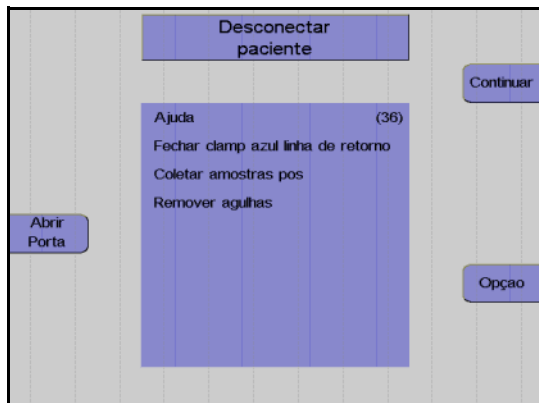 Desconectar
paciente
Continuar
Ajuda (36)
Fechar clamp azul linha de retorno
Coletar amostras pos
Remover agulhas
Abrir
Porta
Opçao